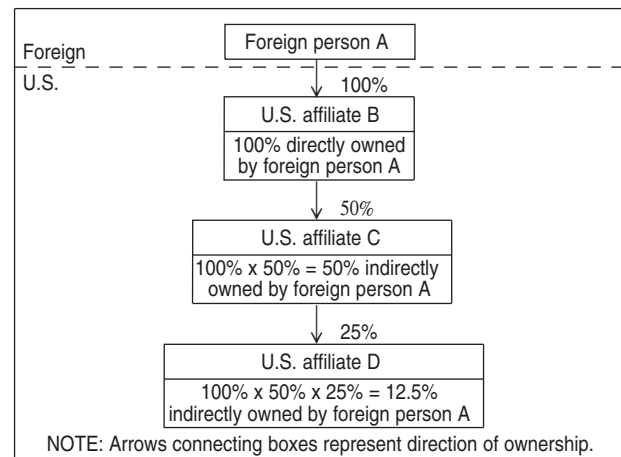 Foreign person A
Foreign
U.S.
100%
U.S. affiliate B
100% directly owned
by foreign person A
50%
U.S. affiliate C
100% x 50% = 50% indirectly
owned by foreign person A
25%
U.S. affiliate D
100% x 50% x 25% = 12.5%
indirectly owned by foreign person A
NOTE: Arrows connecting boxes represent direction of ownership.